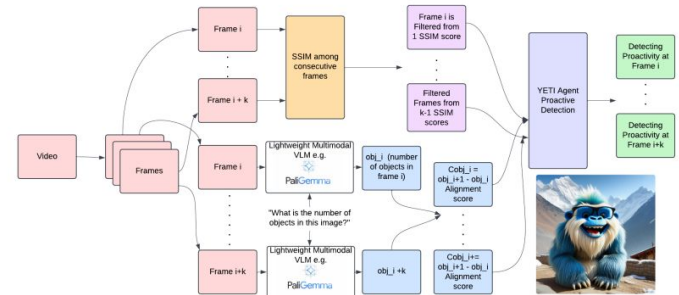 Video
Frames
Frame i
Frame i + k
SSIM among
consecutive
frames
Frame i is
Filtered from
1 SSIM score
Filtered
Frames from
k-1 SSIM
scores
YETI Agent
Proactive
Detection
Detecting
Proactivity at
Frame i
Detecting
Proactivity at
Frame i+k
Frame i
Lightweight Multimodal
VLM e.g.
PaliGemma
obj_i (number
of objects in
frame i)
"What is the number of
objects in this image?"
Frame i+k
Lightweight Multimodal
VLM e.g.
PaliGemma
obj_i +k
Cobj_i =
obj_i+1 - obj_i
Alignment
score
Cobj_i+=
obj_i+1 - obj_i
Alignment
score